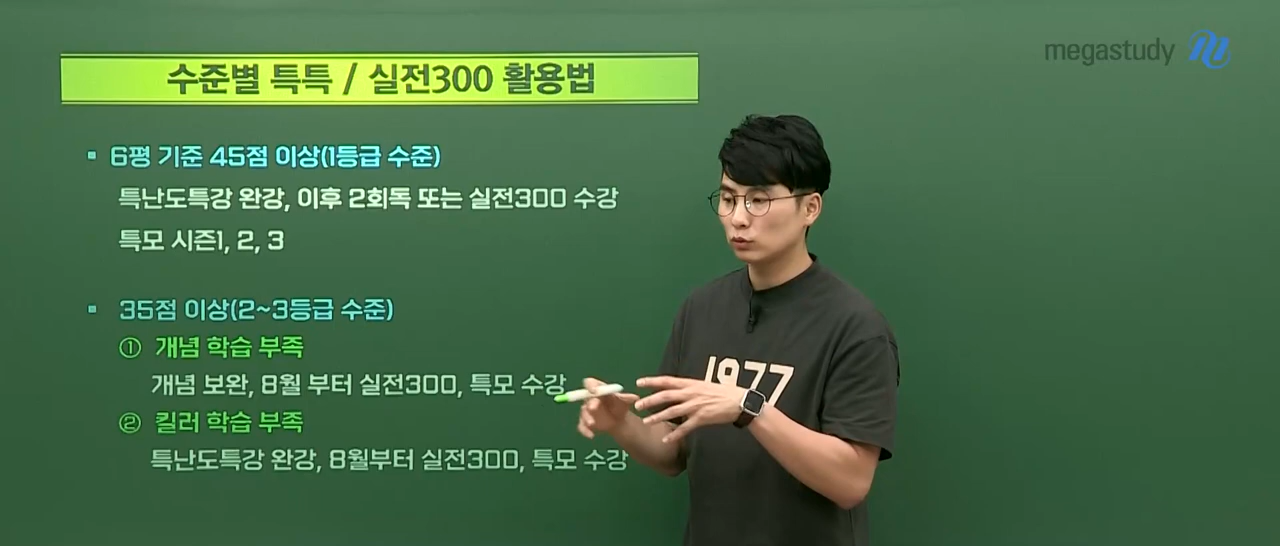 megastudy
수준별 특특 / 실전300 활용법
6평 기준 45점 이상(1등급 수준)
특난도특강 완강, 이후 2회독 또는 실전300 수강
특모 시즌1, 2, 3
35점 이상(2~3등급 수준)
① 개념 학습 부족
개념 보완, 8월 부터 실전300, 특모 수강
② 킬러 학습 부족
특난도특강 완강, 8월부터 실전300, 특모 수강
1977